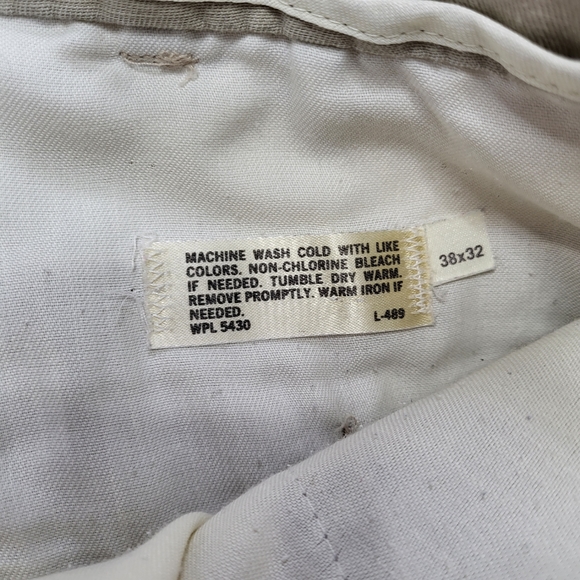 MACHINE WASH COLD WITH LIKE
COLORS. NON-CHLORINE BLEACH
IF NEEDED. TUMBLE DRY WARM.
REMOVE PROMPTLY. WARM IRON IF
NEEDED.
WPL 5430 L-489
38x32